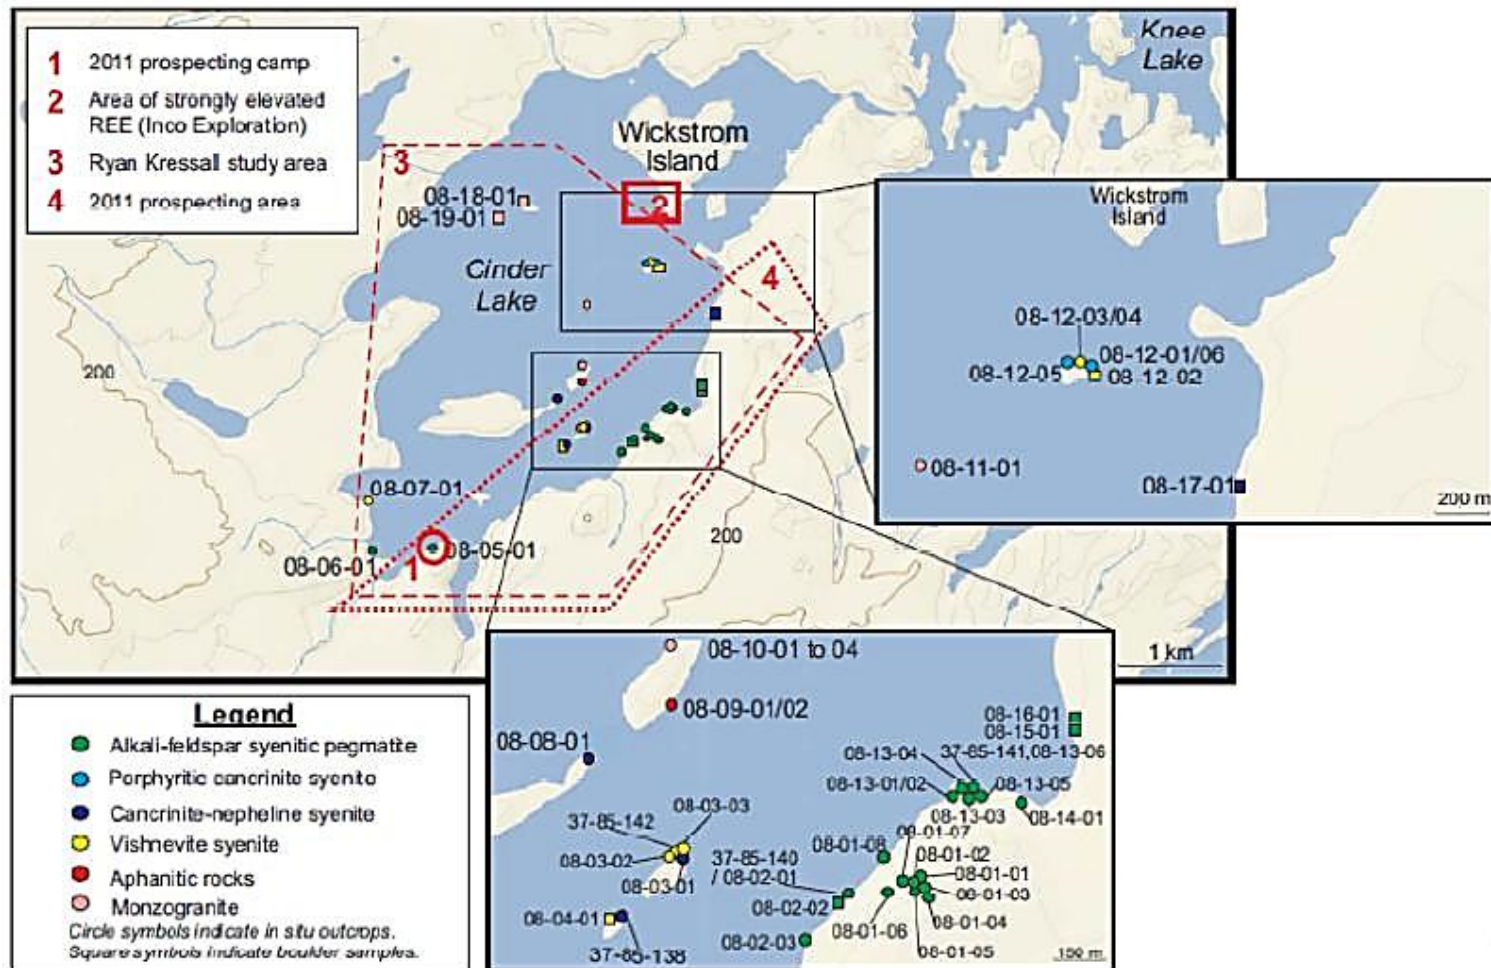 1 2011 prospecting camp
2 Area of strongly elevated
REE (Inco Exploration)
3 Ryan Kressall study area
4 2011 prospecting area
Knee
Lake
Wickstrom
Island
3
08-18-01
08-19-01
2
Cinder
Lake
4
200
08-07-01
08-06-01
1
08-05-01
200
1 km
Wickstrom
Island
08-12-03/04
08-12-01/06
08-12-05
08-12-02
08-11-01
08-17-01
200 m
08-10-01 to 04
08-09-01/02
08-08-01
08-16-01
08-15-01
08-13-04
37-85-141,08-13-06
08-13-01/02
08-13-05
08-13-03
08-14-01
08-03-03
37-85-142
08-03-02
08-03-01
08-04-01
37-85-138
37-85-140
/ 08-02-01
08-02-02
08-02-03
08-01-08
08-01-07
08-01-02
08-01-01
08-01-03
08-01-04
08-01-06
08-01-05
150 m
Legend
Alkali-feldspar syenitic pegmatite
Porphyritic cancrinite syenite
Cancrinite-nepheline syenite
Vishnevite syenite
Aphanitic rocks
Monzogranite
Circle symbols indicate in situ outcrops.
Square symbols indicate boulder samples.